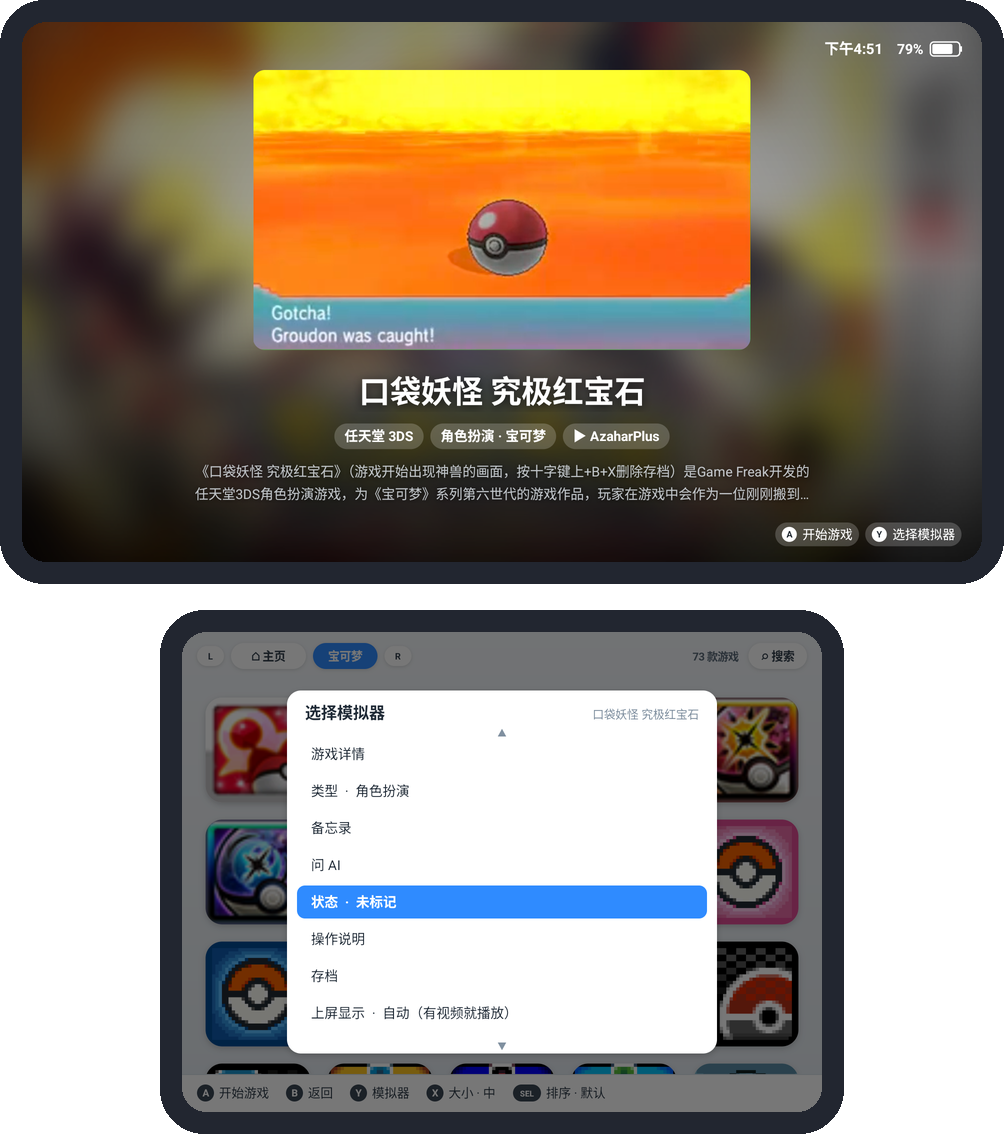 下午4:51 79%
Gotcha!
Groudon was caught!
口袋妖怪 究极红宝石
任天堂 3DS 角色扮演 · 宝可梦 ▶ AzaharPlus
《口袋妖怪 究极红宝石》（游戏开始出现神兽的画面，按十字键上+B+X删除存档）是Game Freak开发的
任天堂3DS角色扮演游戏，为《宝可梦》系列第六世代的游戏作品，玩家在游戏中会作为一位刚刚搬到...
A 开始游戏 Y 选择模拟器
L 主页 宝可梦 R 73 款游戏 搜索
选择模拟器 口袋妖怪 究极红宝石
游戏详情
类型 · 角色扮演
备忘录
问 AI
状态 · 未标记
操作说明
存档
上屏显示 · 自动（有视频就播放）
A 开始游戏 B 返回 Y 模拟器 X 大小 · 中 SEL 排序 · 默认